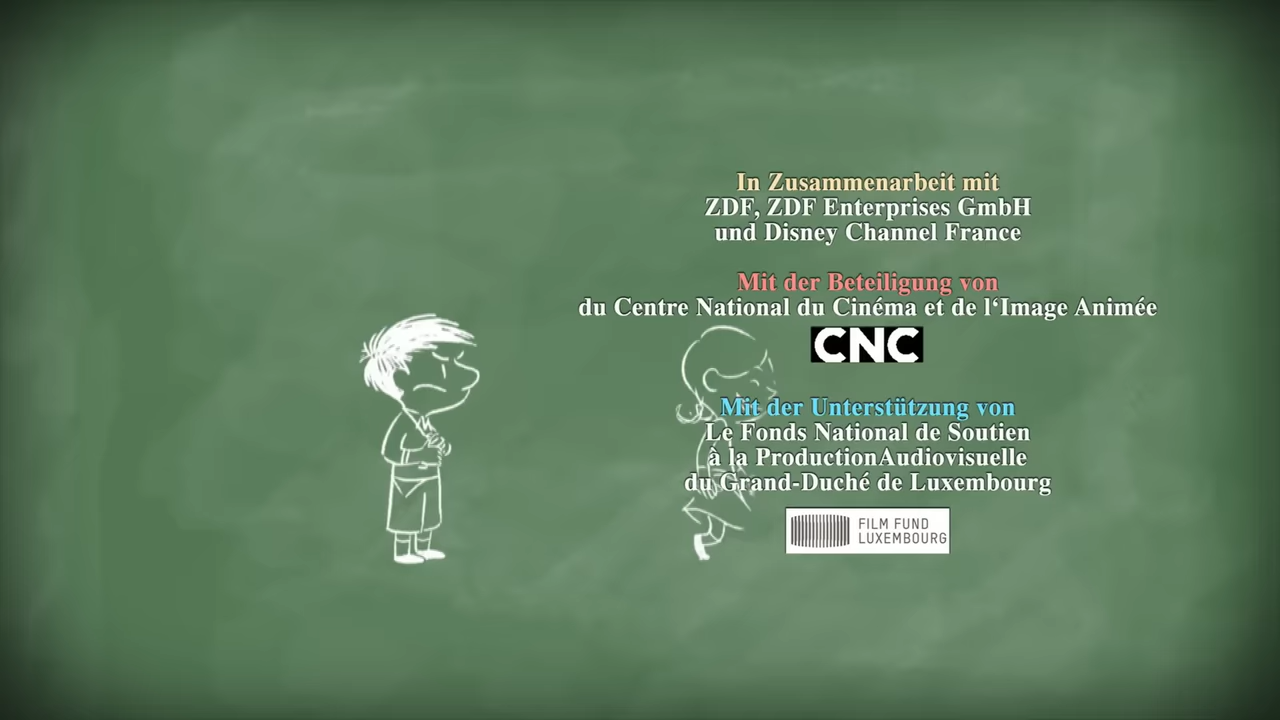 In Zusammenarbeit mit
ZDF, ZDF Enterprises GmbH
und Disney Channel France
Mit der Beteiligung von
du Centre National du Cinéma et de l‘Image Animée
CNC
Mit der Unterstützung von
Le Fonds National de Soutien
à la ProductionAudiovisuelle
du Grand-Duché de Luxembourg
FILM FUND
LUXEMBOURG